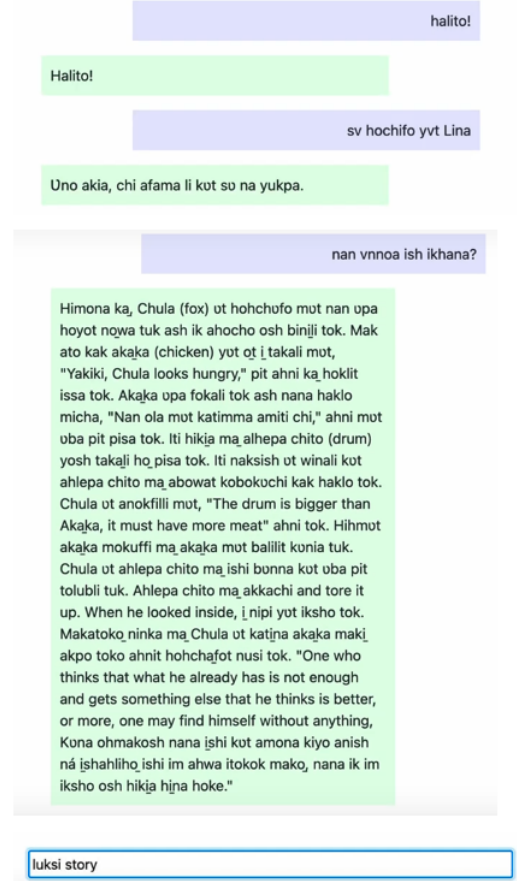 halito!
Halito!
sv hochifo yvt Lina
Ʋno akia, chi afama li kʋt sʋ na yukpa.
nan vnnoa ish ikhana?
Himona ka̱, Chula (fox) ʋt hohchʋfo mʋt nan ʋpa
hoyot no̱wa tuk ash ik ahocho osh bini̱li tok. Mak
ato kak aka̱ka (chicken) yʋt o̱t i̱ takali mʋt,
"Yakiki, Chula looks hungry," pit ahni ka̱ hoklit
issa tok. Aka̱ka ʋpa fokali tok ash nana haklo
micha, "Nan ola mʋt katimma amiti chi," ahni mʋt
ʋba pit pisa tok. Iti hiki̱a ma̱ alhepa chito (drum)
yosh taka̱li ho̱ pisa tok. Iti naksish ʋt winali kʋt
ahlepa chito ma̱ abowat kobokʋchi kak haklo tok.
Chula ʋt anokfilli mʋt, "The drum is bigger than
Aka̱ka, it must have more meat" ahni tok. Hihmʋt
aka̱ka mokuffi ma̱ aka̱ka mʋt balilit kʋnia tuk.
Chula ʋt ahlepa chito ma̱ ishi bʋnna kʋt ʋba pit
tolubli tuk. Ahlepa chito ma̱ akkachi and tore it
up. When he looked inside, i̱ nipi yʋt iksho tok.
Makatoko̱ ninka ma̱ Chula ʋt kati̱na aka̱ka maki̱
akpo toko ahnit hohcha̱fot nusi tok. "One who
thinks that what he already has is not enough
and gets something else that he thinks is better,
or more, one may find himself without anything,
Kʋna ohmakosh nana i̱shi kʋt amona kiyo anish
ná i̱shahliho̱ ishi im ahwa itokok mako̱, nana ik im
iksho osh hiki̱a hi̱na hoke."
luksi story